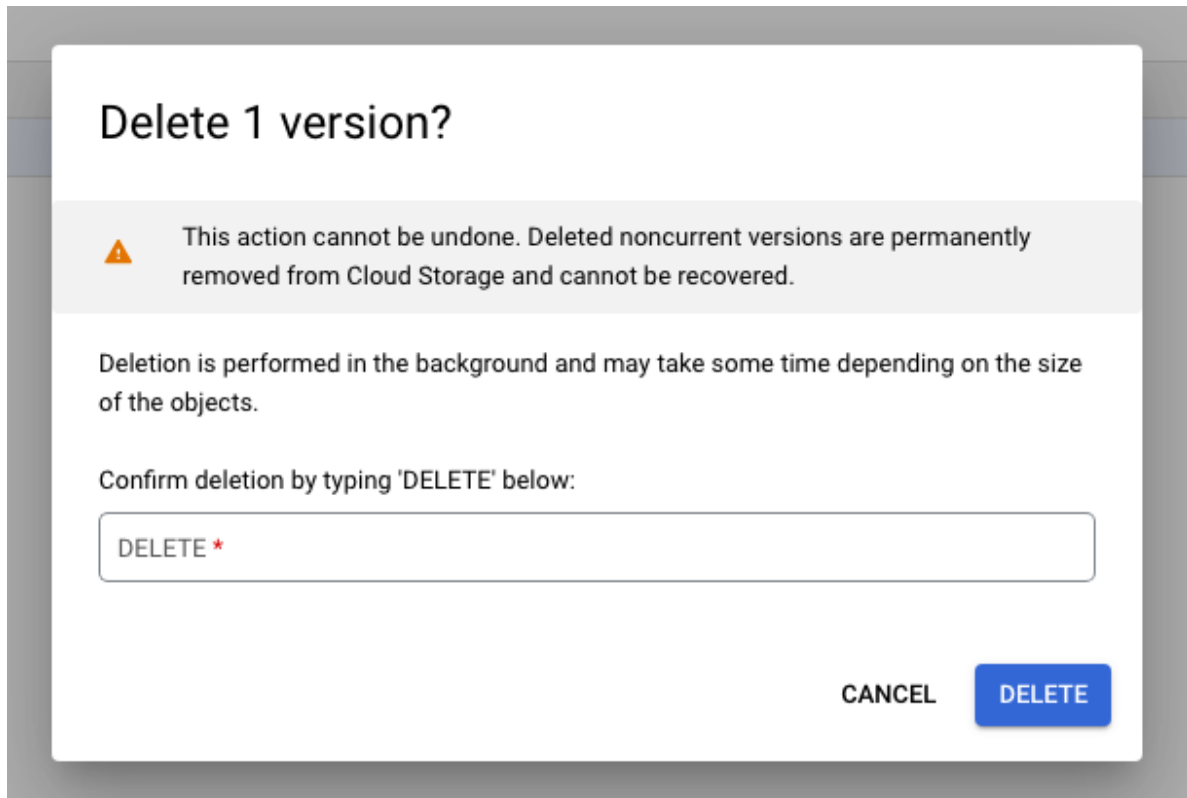 Delete 1 version?
This action cannot be undone. Deleted noncurrent versions are permanently
removed from Cloud Storage and cannot be recovered.
Deletion is performed in the background and may take some time depending on the size
of the objects.
Confirm deletion by typing 'DELETE' below:
DELETE *
CANCEL DELETE